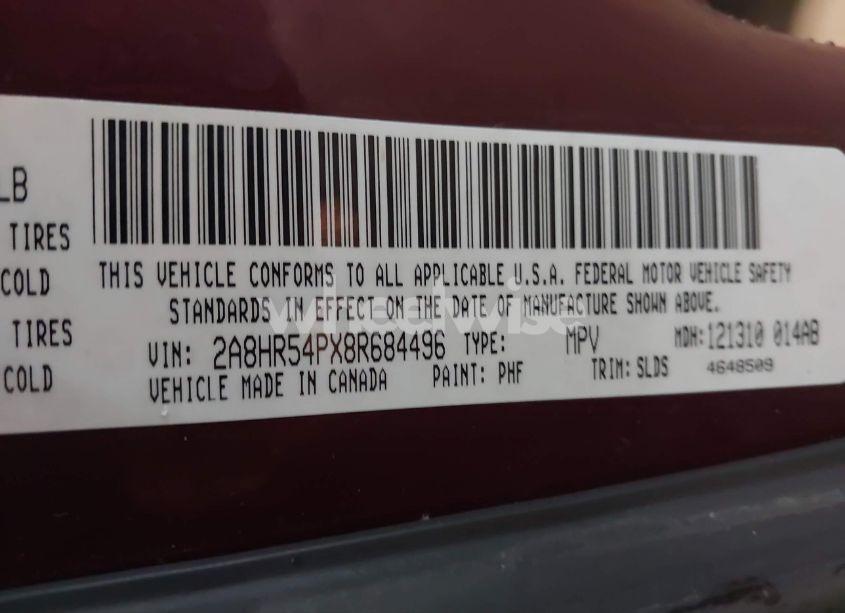 LB
TIRES
COLD
TIRES
COLD
THIS VEHICLE CONFORMS TO ALL APPLICABLE U.S.A. FEDERAL MOTOR VEHICLE SAFETY
STANDARDS IN EFFECT ON THE DATE OF MANUFACTURE SHOWN ABOVE.
VIN: 2A8HR54PX8R684496 TYPE: MPV MDH: 121310 014AB
VEHICLE MADE IN CANADA PAINT: PHF TRIM: SLDS 4648509
wheelwise